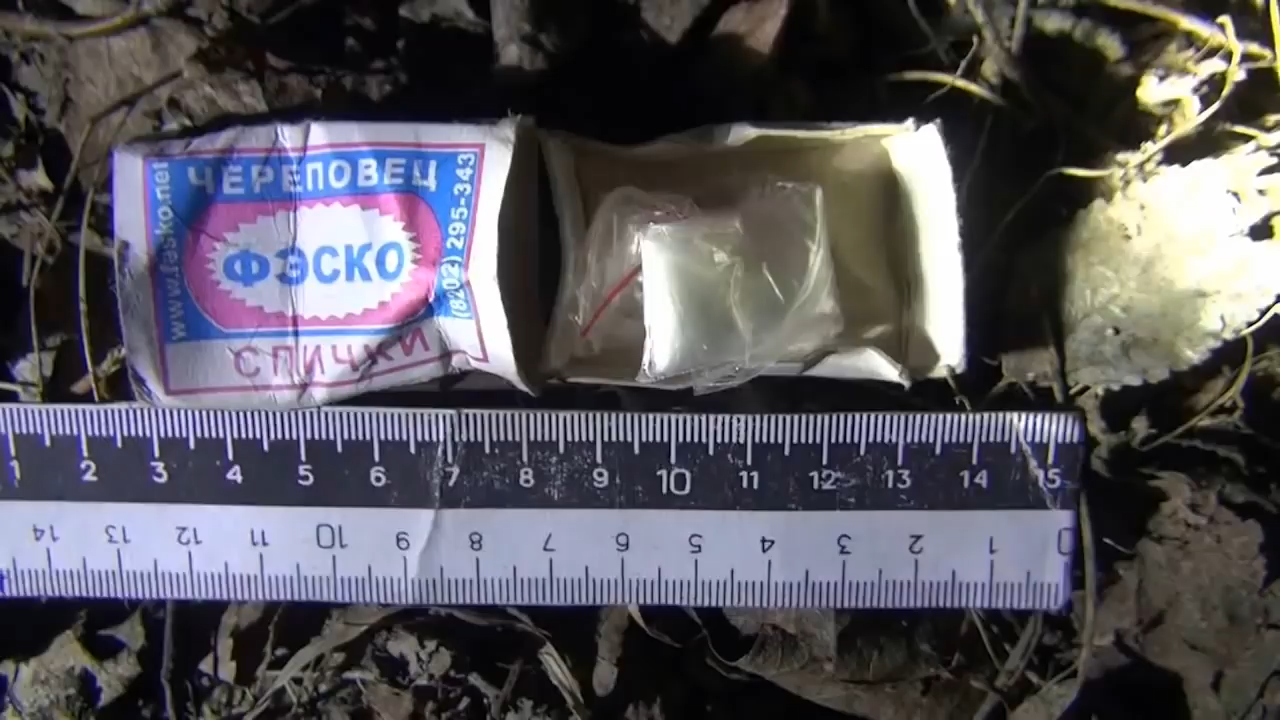 ЧЕРЕПОВЕЦ
www.fesko.net
ФЭСКО
(8202) 295-343
СПИЧКИ
1 2 3 4 5 6 7 8 9 10 11 12 13 14 15
14 13 12 11 10 9 8 7 6 5 4 3 2 1 0